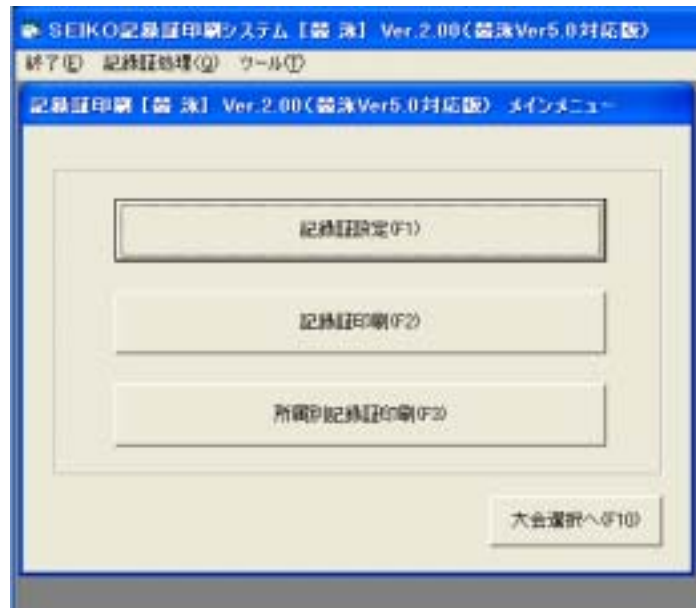 SEIKO記録証印刷システム【競 泳】 Ver.2.00(競泳Ver5.0対応版)
終了(E) 記録証処理(Q) ツール(T)
記録証印刷【競 泳】 Ver.2.00(競泳Ver5.0対応版) メインメニュー
記録証設定(F1)
記録証印刷(F2)
所属別記録証印刷(F3)
大会選択へ(F10)